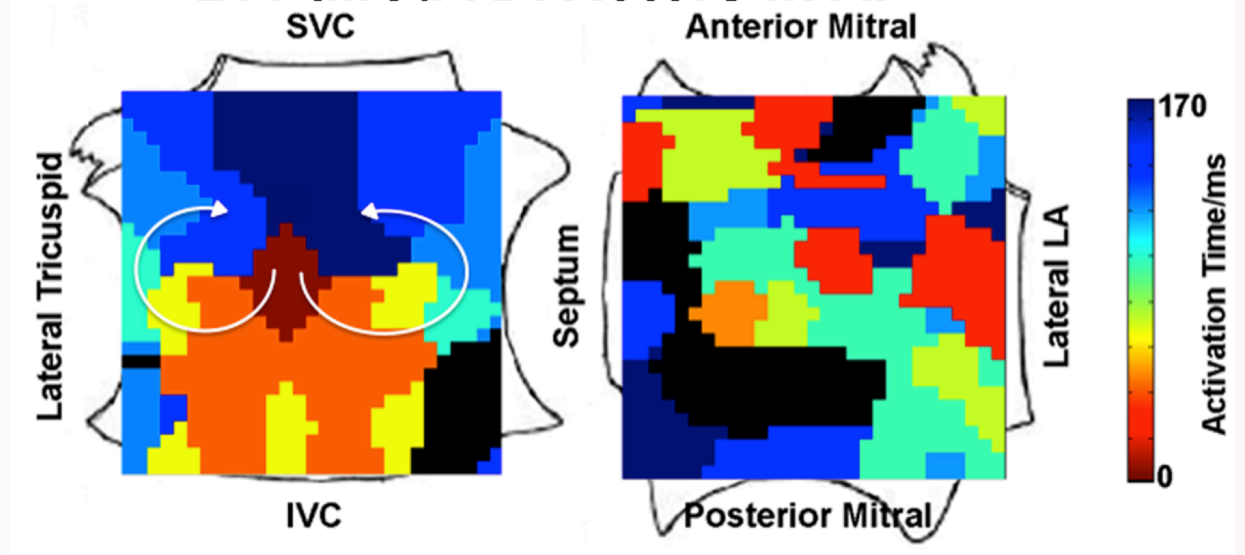 SVC
Anterior Mitral
170
Lateral Tricuspid
Septum
Lateral LA
Activation Time/ms
0
IVC
Posterior Mitral